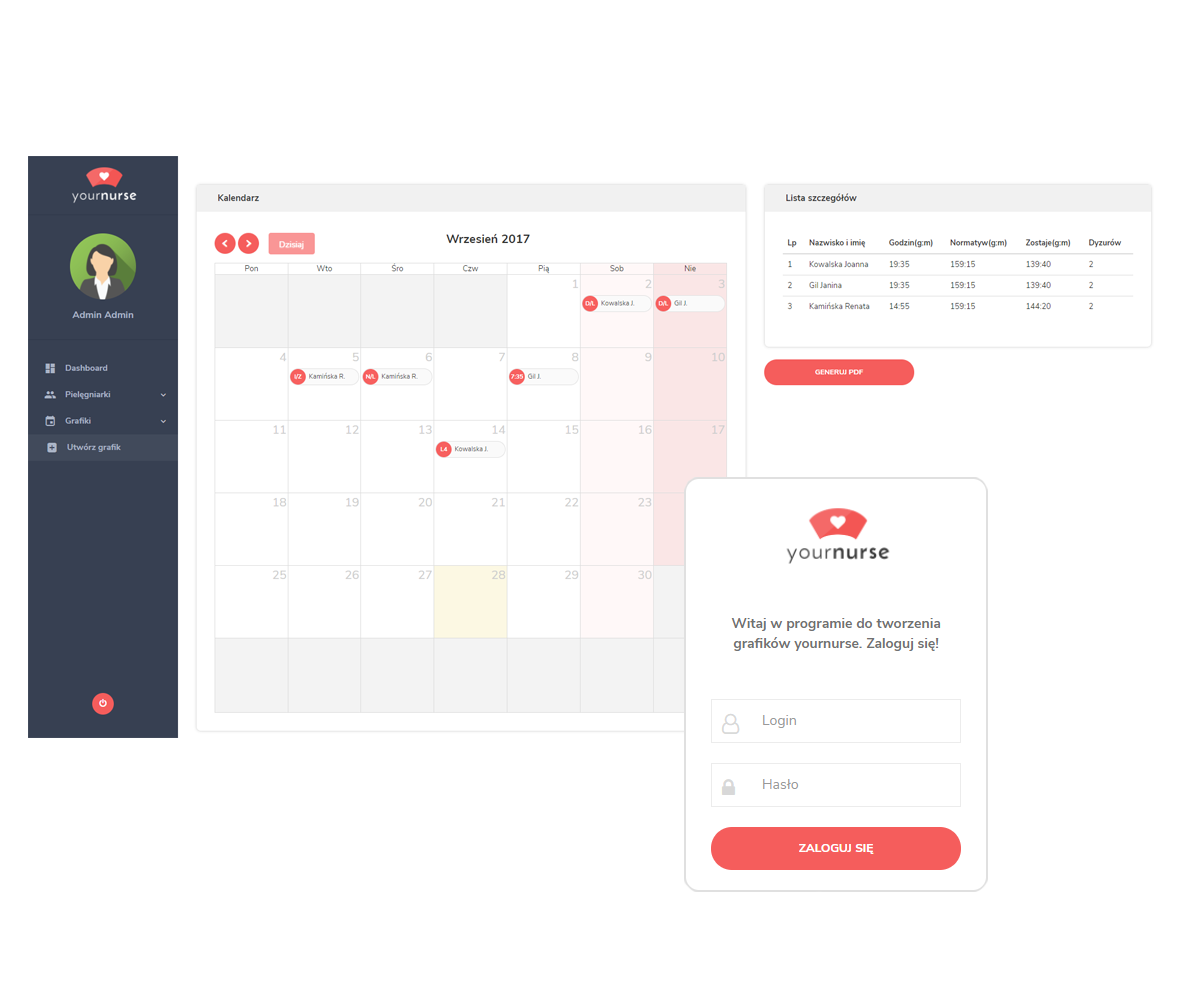 yournurse
Admin Admin
Dashboard
Pielęgniarki
Grafiki
Utwórz grafik
Kalendarz
Dzisiaj
Wrzesień 2017
Pon Wto Śro Czw Pią Sob Nie
1 2 3
D/L Kowalska J. D/L Gil J.
4 5 6 7 8 9 10
I/Z Kamińska R. N/L Kamińska R. 7:35 Gil J.
11 12 13 14 15 16 17
L4 Kowalska J.
18 19 20 21 22 23
25 26 27 28 29 30
Lista szczegółów
Lp Nazwisko i imię Godzin(g:m) Normatyw(g:m) Zostaje(g:m) Dyzurów
1 Kowalska Joanna 19:35 159:15 139:40 2
2 Gil Janina 19:35 159:15 139:40 2
3 Kamińska Renata 14:55 159:15 144:20 2
GENERUJ PDF
yournurse
Witaj w programie do tworzenia
grafików yournurse. Zaloguj się!
Login
Hasło
ZALOGUJ SIĘ